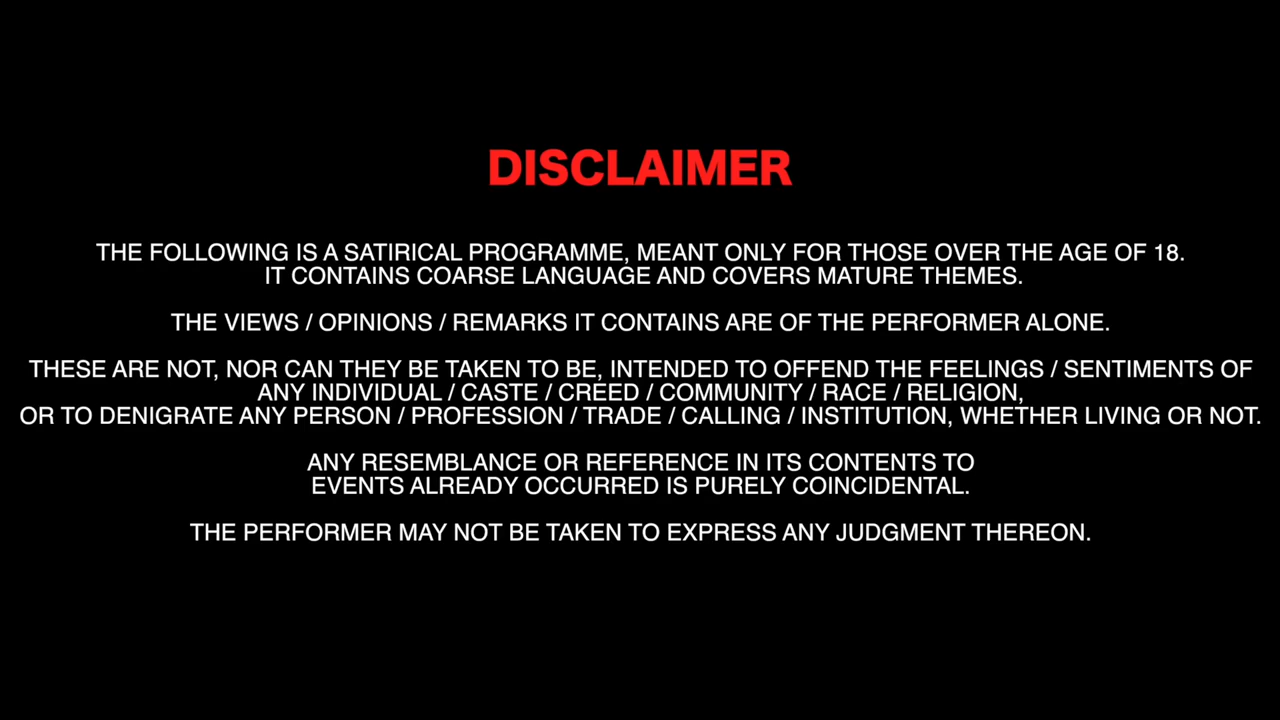 DISCLAIMER
THE FOLLOWING IS A SATIRICAL PROGRAMME, MEANT ONLY FOR THOSE OVER THE AGE OF 18.
IT CONTAINS COARSE LANGUAGE AND COVERS MATURE THEMES.
THE VIEWS / OPINIONS / REMARKS IT CONTAINS ARE OF THE PERFORMER ALONE.
THESE ARE NOT, NOR CAN THEY BE TAKEN TO BE, INTENDED TO OFFEND THE FEELINGS / SENTIMENTS OF
ANY INDIVIDUAL / CASTE / CREED / COMMUNITY / RACE / RELIGION,
OR TO DENIGRATE ANY PERSON / PROFESSION / TRADE / CALLING / INSTITUTION, WHETHER LIVING OR NOT.
ANY RESEMBLANCE OR REFERENCE IN ITS CONTENTS TO
EVENTS ALREADY OCCURRED IS PURELY COINCIDENTAL.
THE PERFORMER MAY NOT BE TAKEN TO EXPRESS ANY JUDGMENT THEREON.